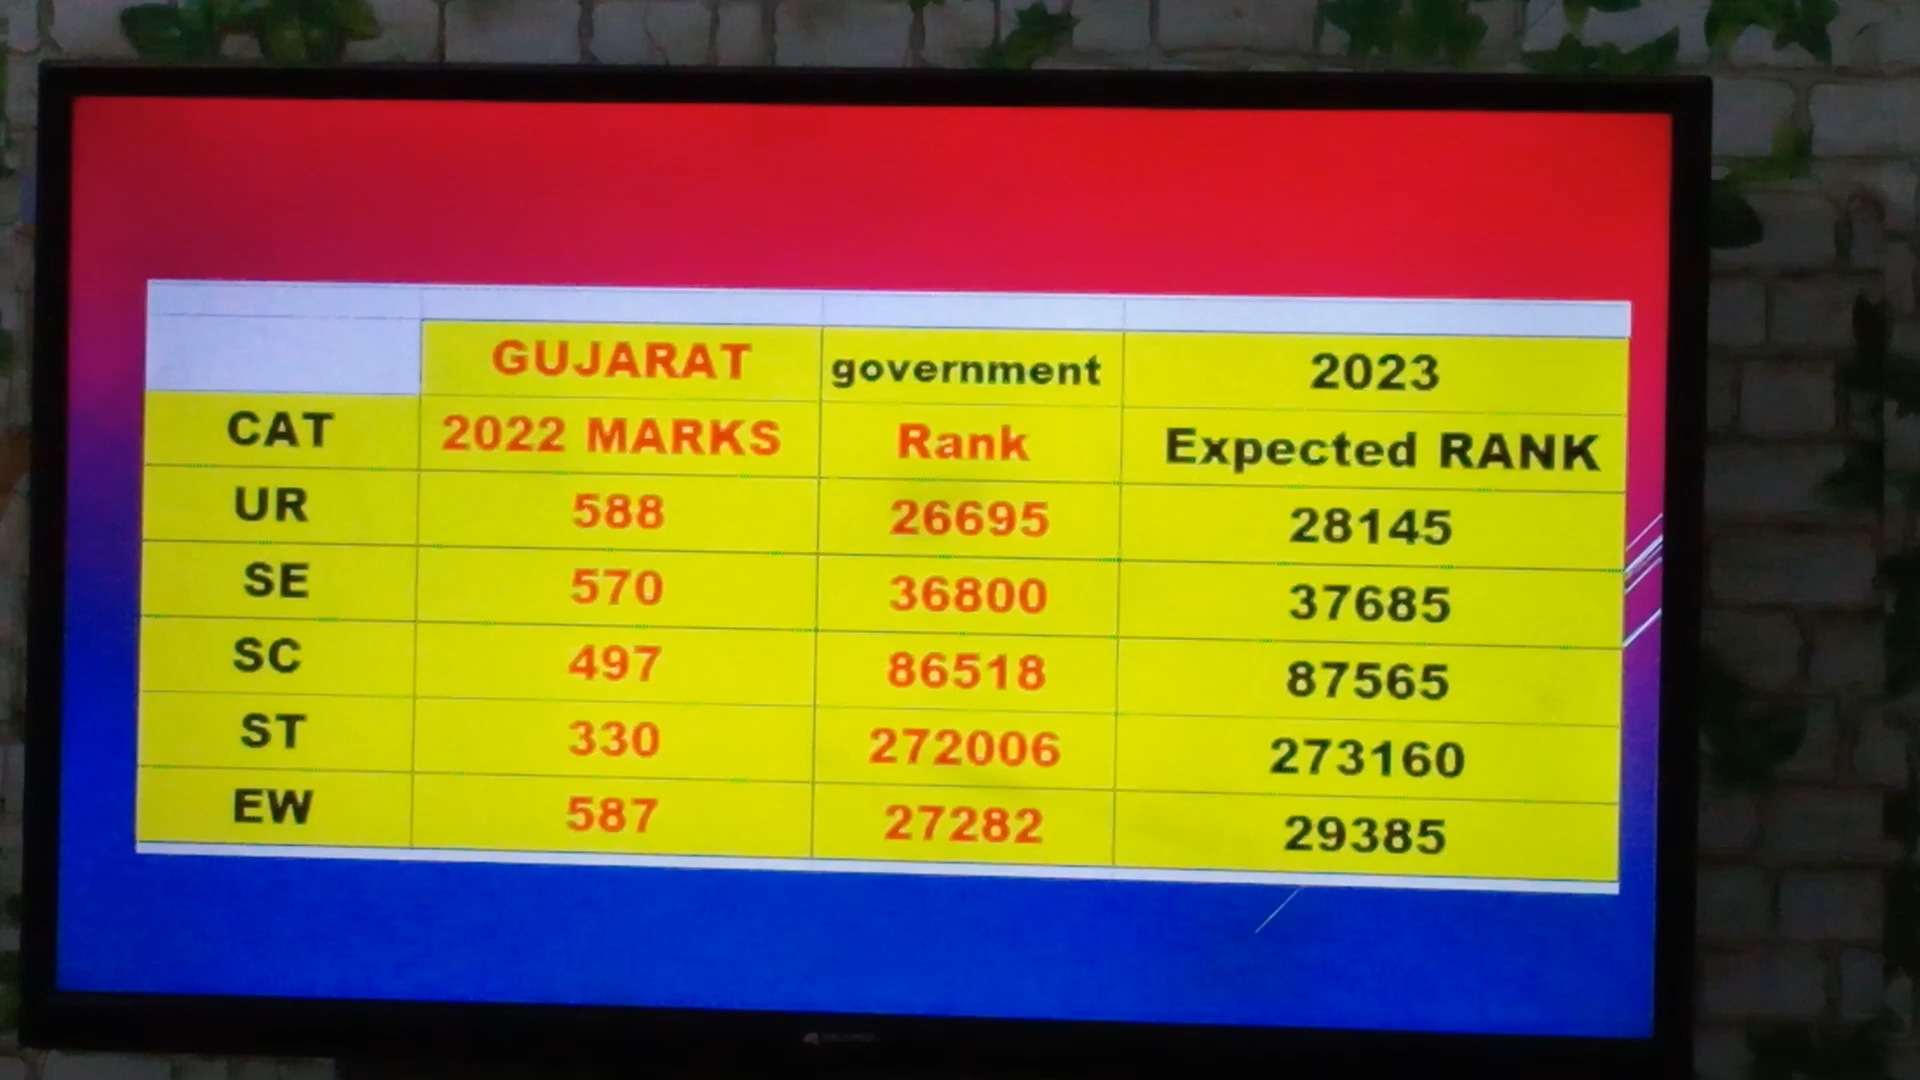 GUJARAT government 2023
CAT 2022 MARKS Rank Expected RANK
UR 588 26695 28145
SE 570 36800 37685
SC 497 86518 87565
ST 330 272006 273160
EW 587 27282 29385